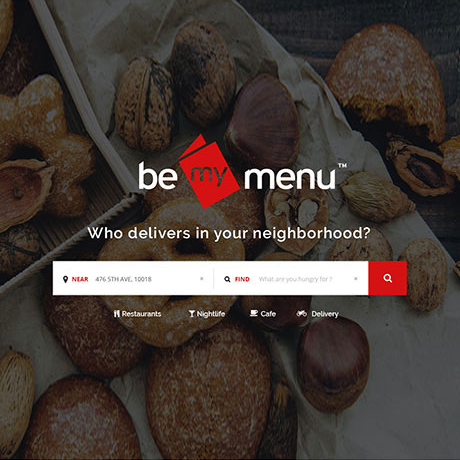 be my menu™
Who delivers in your neighborhood?
NEAR 476 5TH AVE, 10018 FIND What are you hungry for ?
Restaurants Nightlife Cafe Delivery